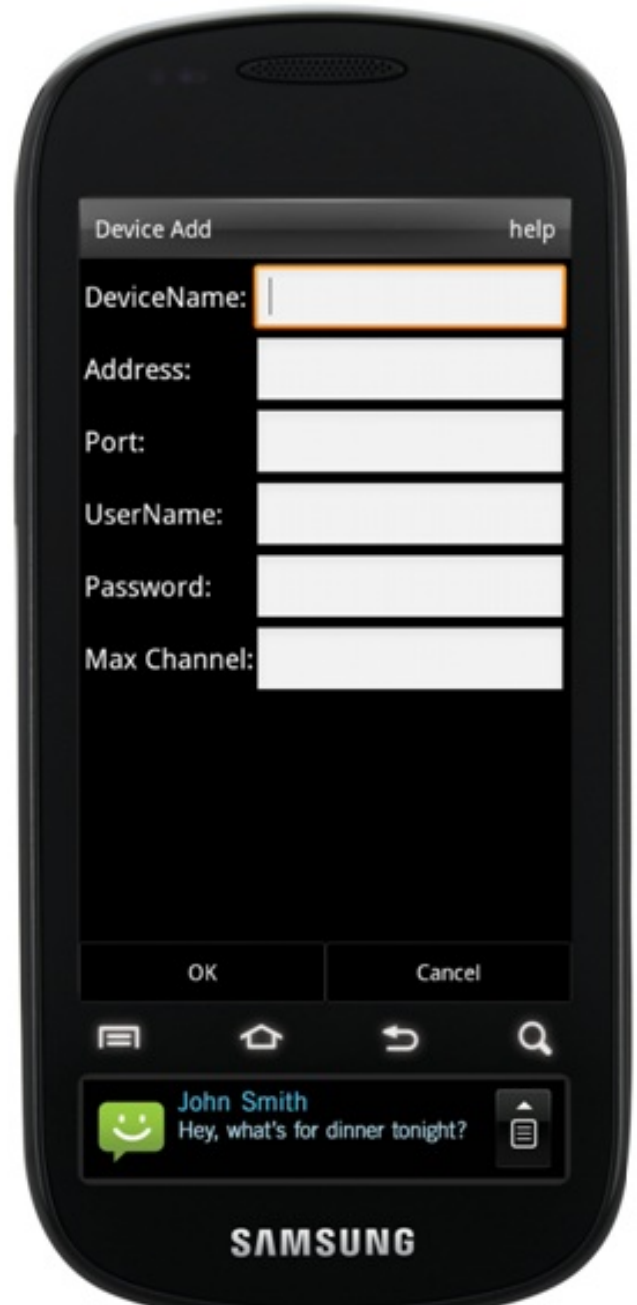 Device Add help
DeviceName:
Address:
Port:
UserName:
Password:
Max Channel:
OK Cancel
John Smith
Hey, what's for dinner tonight?
SAMSUNG